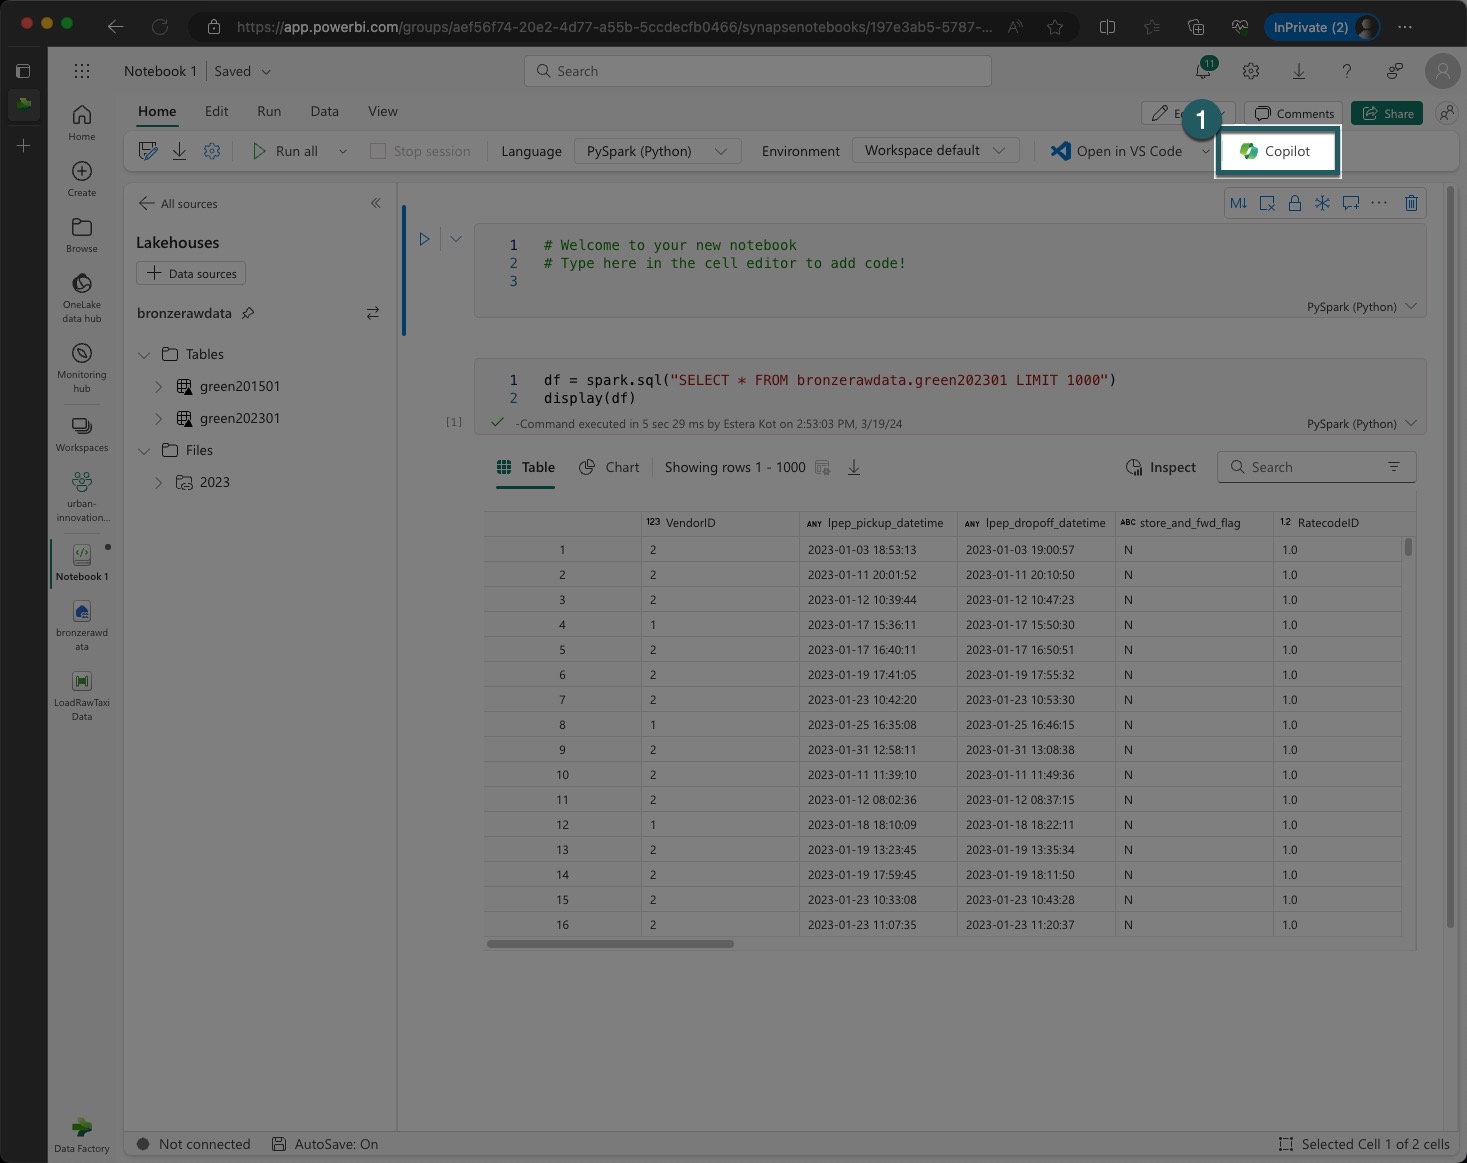 https://app.powerbi.com/groups/aef56f74-20e2-4d77-a55b-5ccdecfb0466/synapsenotebooks/197e3ab5-5787-...
InPrivate (2)
Notebook 1 Saved
Search
11
Home Edit Run Data View
Comments
Share
1
Run all
Stop session
Language
PySpark (Python)
Environment
Workspace default
Open in VS Code
Copilot
Home
Create
Browse
OneLake
data hub
Monitoring
hub
Workspaces
urban-
innovation...
Notebook 1
bronzerawd
ata
LoadRawTaxi
Data
Data Factory
All sources
Lakehouses
Data sources
bronzerawdata
Tables
green201501
green202301
Files
2023
M↓
1 # Welcome to your new notebook
2 # Type here in the cell editor to add code!
3
PySpark (Python)
1 df = spark.sql("SELECT * FROM bronzerawdata.green202301 LIMIT 1000")
2 display(df)
[1] -Command executed in 5 sec 29 ms by Estera Kot on 2:53:03 PM, 3/19/24
PySpark (Python)
Table Chart Showing rows 1 - 1000
Inspect
Search
123 VendorID ANY lpep_pickup_datetime ANY lpep_dropoff_datetime ABC store_and_fwd_flag 1.2 RatecodeID
1 2 2023-01-03 18:53:13 2023-01-03 19:00:57 N 1.0
2 2 2023-01-11 20:01:52 2023-01-11 20:10:50 N 1.0
3 2 2023-01-12 10:39:44 2023-01-12 10:47:23 N 1.0
4 1 2023-01-17 15:36:11 2023-01-17 15:50:30 N 1.0
5 2 2023-01-17 16:40:11 2023-01-17 16:50:51 N 1.0
6 2 2023-01-19 17:41:05 2023-01-19 17:55:32 N 1.0
7 2 2023-01-23 10:42:20 2023-01-23 10:53:30 N 1.0
8 1 2023-01-25 16:35:08 2023-01-25 16:46:15 N 1.0
9 2 2023-01-31 12:58:11 2023-01-31 13:08:38 N 1.0
10 2 2023-01-11 11:39:10 2023-01-11 11:49:36 N 1.0
11 2 2023-01-12 08:02:36 2023-01-12 08:37:15 N 1.0
12 1 2023-01-18 18:10:09 2023-01-18 18:22:11 N 1.0
13 2 2023-01-19 13:23:45 2023-01-19 13:35:34 N 1.0
14 2 2023-01-19 17:59:45 2023-01-19 18:11:50 N 1.0
15 2 2023-01-23 10:33:08 2023-01-23 10:43:28 N 1.0
16 2 2023-01-23 11:07:35 2023-01-23 11:20:37 N 1.0
Not connected
AutoSave: On
Selected Cell 1 of 2 cells